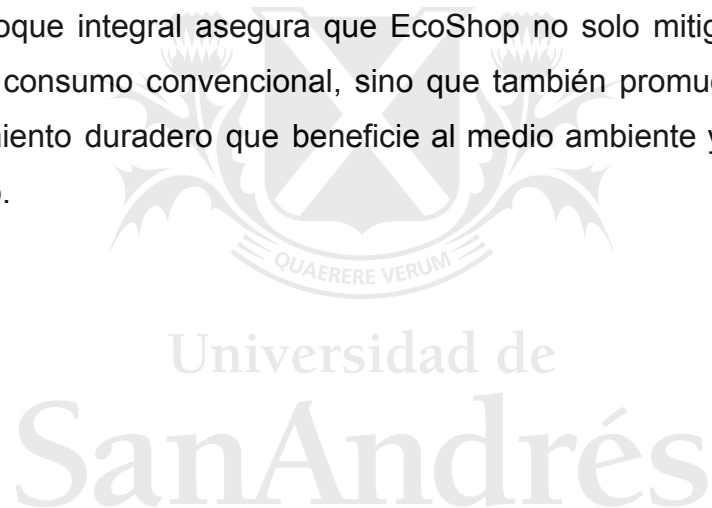 oque integral asegura que EcoShop no solo mitig
consumo convencional, sino que también promu
iento duradero que beneficie al medio ambiente y
.
QUAERERE VERUM
Universidad de
SanAndrés